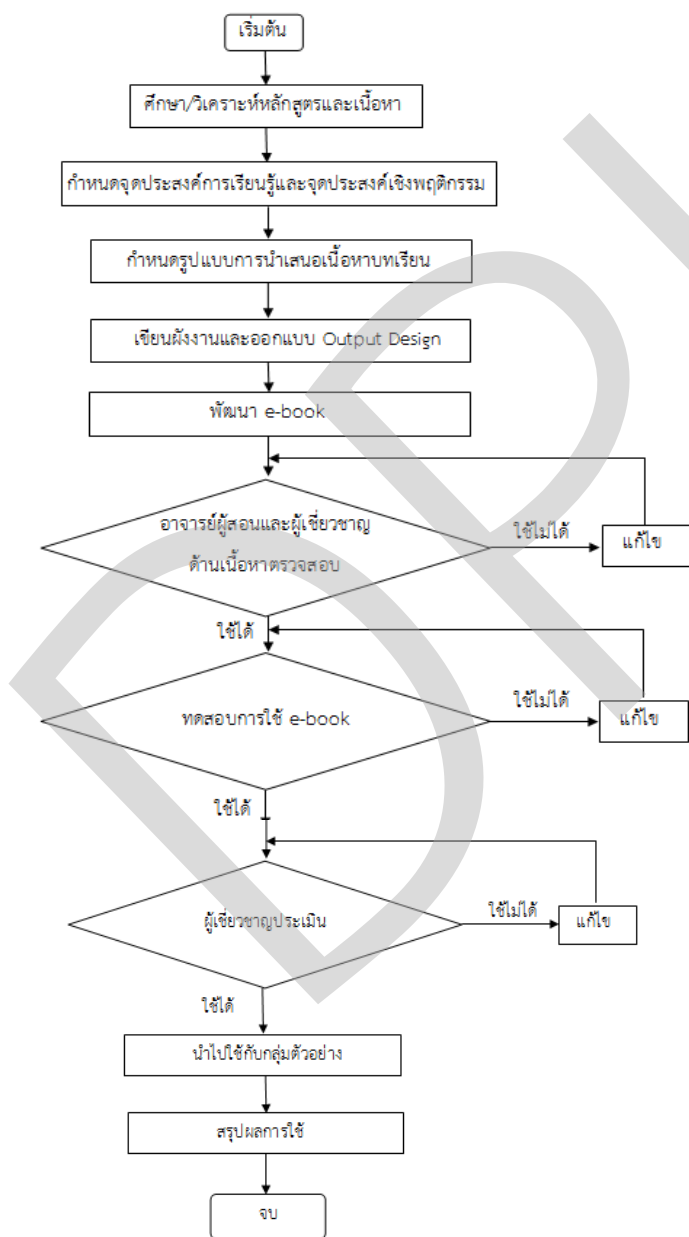 เริ่มต้น
ศึกษา/วิเคราะห์หลักสูตรและเนื้อหา
กำหนดจุดประสงค์การเรียนรู้และจุดประสงค์เชิงพฤติกรรม
กำหนดรูปแบบการนำเสนอเนื้อหาบทเรียน
เขียนผังงานและออกแบบ Output Design
พัฒนา e-book
อาจารย์ผู้สอนและผู้เชี่ยวชาญ
ด้านเนื้อหาตรวจสอบ
ใช้ไม่ได้
แก้ไข
ใช้ได้
ทดสอบการใช้ e-book
ใช้ไม่ได้
แก้ไข
ใช้ได้
ผู้เชี่ยวชาญประเมิน
ใช้ไม่ได้
แก้ไข
ใช้ได้
นำไปใช้กับกลุ่มตัวอย่าง
สรุปผลการใช้
จบ
DP